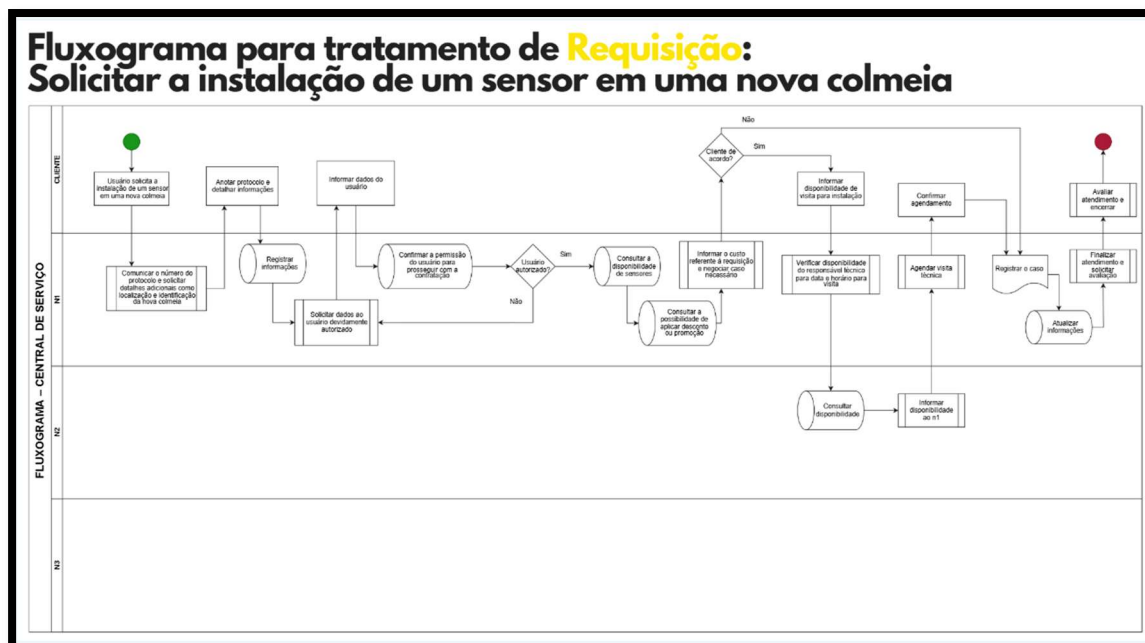 Fluxograma para tratamento de Requisição:
Solicitar a instalação de um sensor em uma nova colmeia
FLUXOGRAMA – CENTRAL DE SERVIÇO
CLIENTE
Usuário solicita a
instalação de um sensor
em uma nova colmeia
Anotar protocolo e
detalhar informações
Informar dados do
usuário
Cliente de
acordo?
Não
Sim
Informar
disponibilidade de
visita para instalação
Confirmar
agendamento
Avaliar
atendimento e
encerrar
N1
Comunicar o número do
protocolo e solicitar
detalhes adicionais como
localização e identificação
da nova colmeia
Registrar
informações
Solicitar dados ao
usuário devidamente
autorizado
Confirmar a permissão
do usuário para
prosseguir com a
contratação
Usuário
autorizado?
Sim
Não
Consultar a
disponibilidade
de sensores
Consultar a
possibilidade de
aplicar desconto
ou promoção
Informar o custo
referente à requisição
e negociar caso
necessário
Verificar disponibilidade
do responsável técnico
para data e horário para
visita
Agendar visita
técnica
Registrar o caso
Atualizar
informações
Finalizar
atendimento e
solicitar
avaliação
N2
Consultar
disponibilidade
Informar
disponibilidade
ao n1
N3